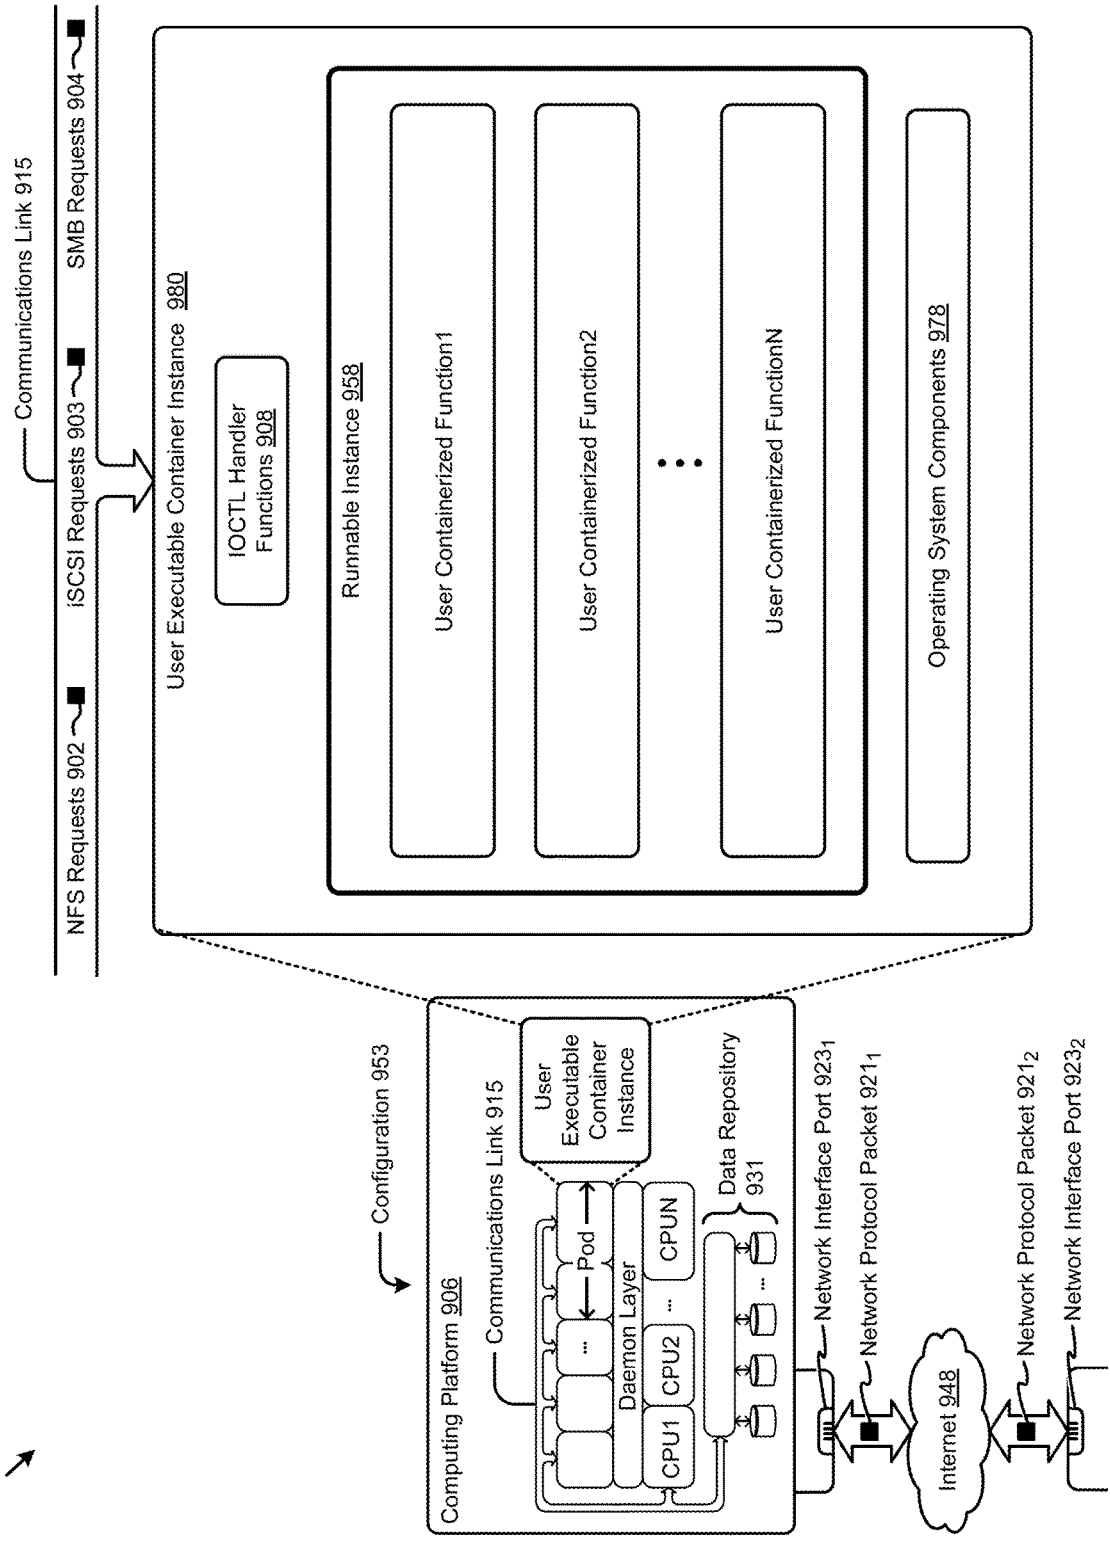 Communications Link 915
NFS Requests 902
iSCSI Requests 903
SMB Requests 904
User Executable Container Instance 980
IOCTL Handler
Functions 908
Runnable Instance 958
User Containerized Function1
User Containerized Function2
User Containerized FunctionN
Operating System Components 978
Configuration 953
Computing Platform 906
Communications Link 915
User
Executable
Container
Instance
...
Pod
Daemon Layer
CPU1
CPU2
...
CPUN
Data Repository
931
...
Network Interface Port 923₁
Network Protocol Packet 921₁
Internet 948
Network Protocol Packet 921₂
Network Interface Port 923₂